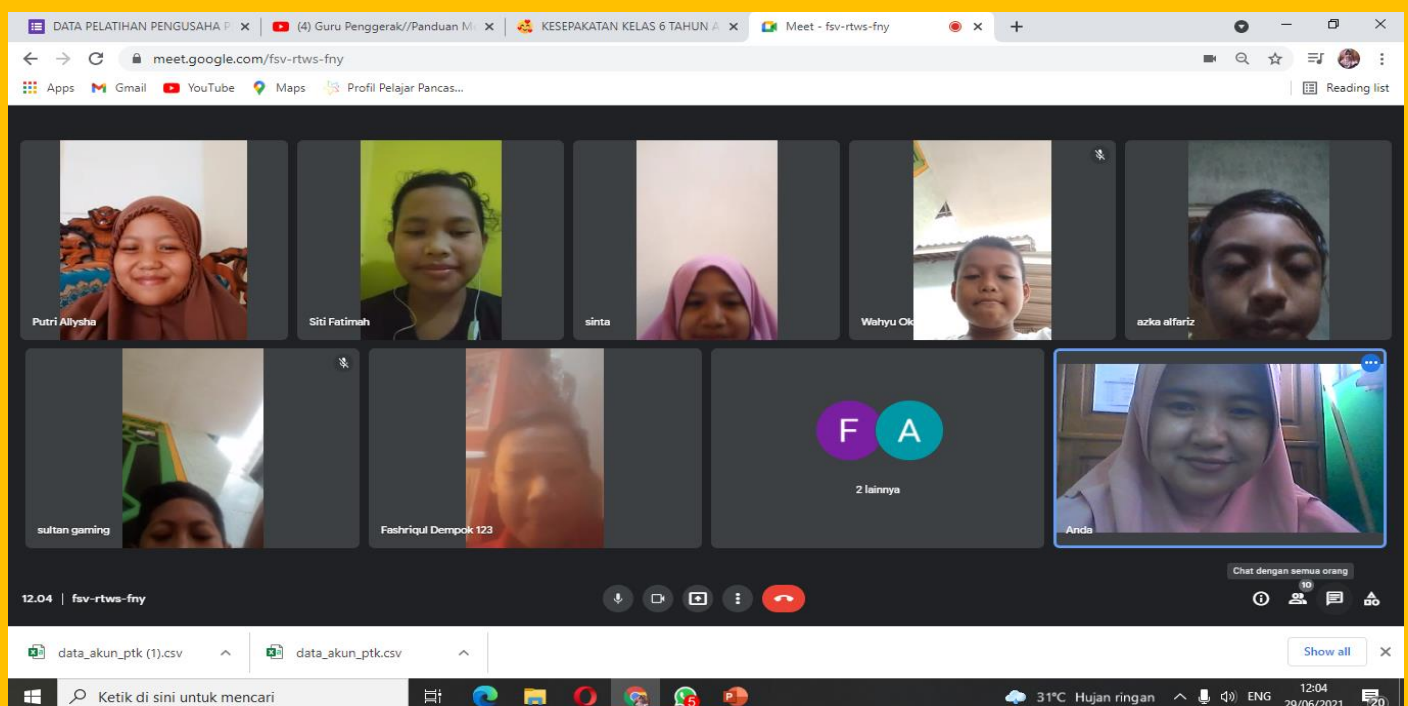 DATA PELATIHAN PENGUSAHA P
(4) Guru Penggerak//Panduan M
KESEPAKATAN KELAS 6 TAHUN A
Meet - fsv-rtws-fny
meet.google.com/fsv-rtws-fny
Apps Gmail YouTube Maps Profil Pelajar Pancas... Reading list
Putri Allysha
Siti Fatimah
sinta
Wahyu Ok
azka alfariz
sultan gaming
Fashriqul Dempok 123
F A
2 lainnya
Anda
Chat dengan semua orang
10
12.04 | fsv-rtws-fny
data_akun_ptk (1).csv
data_akun_ptk.csv
Show all
Ketik di sini untuk mencari
5
31°C Hujan ringan
ENG
12:04
29/06/2021
20